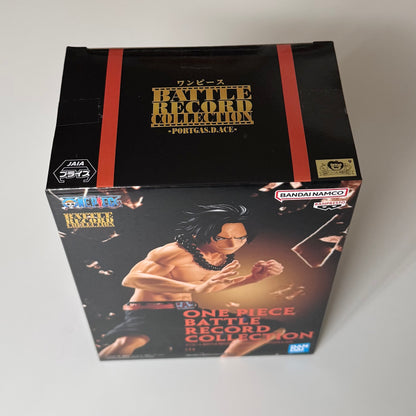 ワンピース
BATTLE
RECORD
COLLECTION
•PORTGAS.D.ACE•
JAIA
プライズ
BANDAI NAMCO
ONE PIECE
BATTLE
RECORD
COLLECTION
ONE PIECE
BATTLE
RECORD
COLLECTION
BANDAI